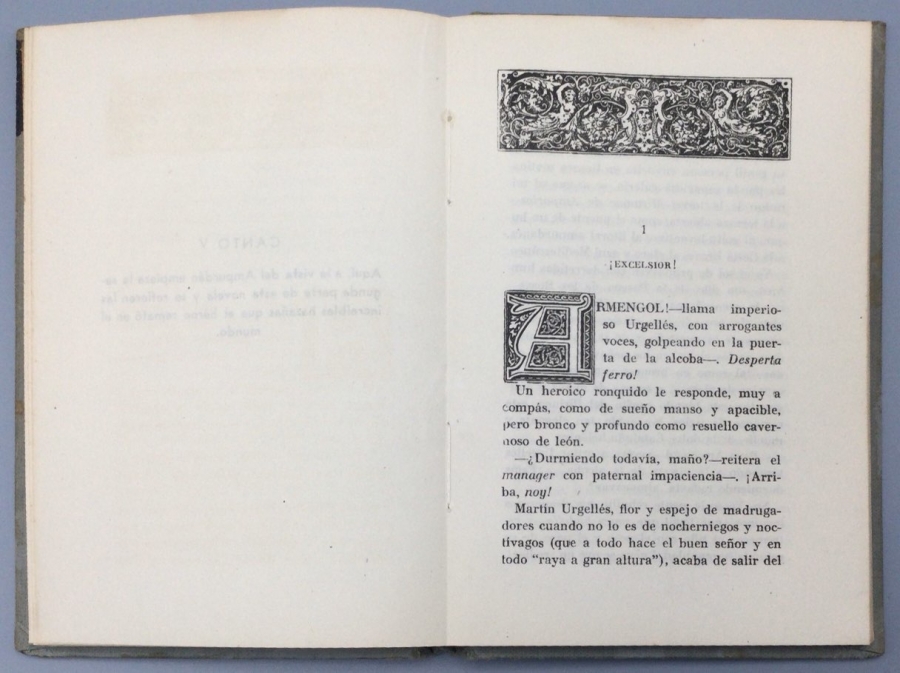 I
¡EXCELSIOR!
ARMENGOL!—llama imperio-
so Urgellés, con arrogantes
voces, golpeando en la puer-
ta de la alcoba—. Desperta
ferro!
Un heroico ronquido le responde, muy a
compás, como de sueño manso y apacible,
pero bronco y profundo como resuello caver-
noso de león.
—¿Durmiendo todavía, maño?—reitera el
manager con paternal impaciencia—. ¡Arri-
ba, noy!
Martín Urgellés, flor y espejo de madruga-
dores cuando no lo es de nocherniegos y noc-
tívagos (que a todo hace el buen señor y en
todo "raya a gran altura"), acaba de salir del